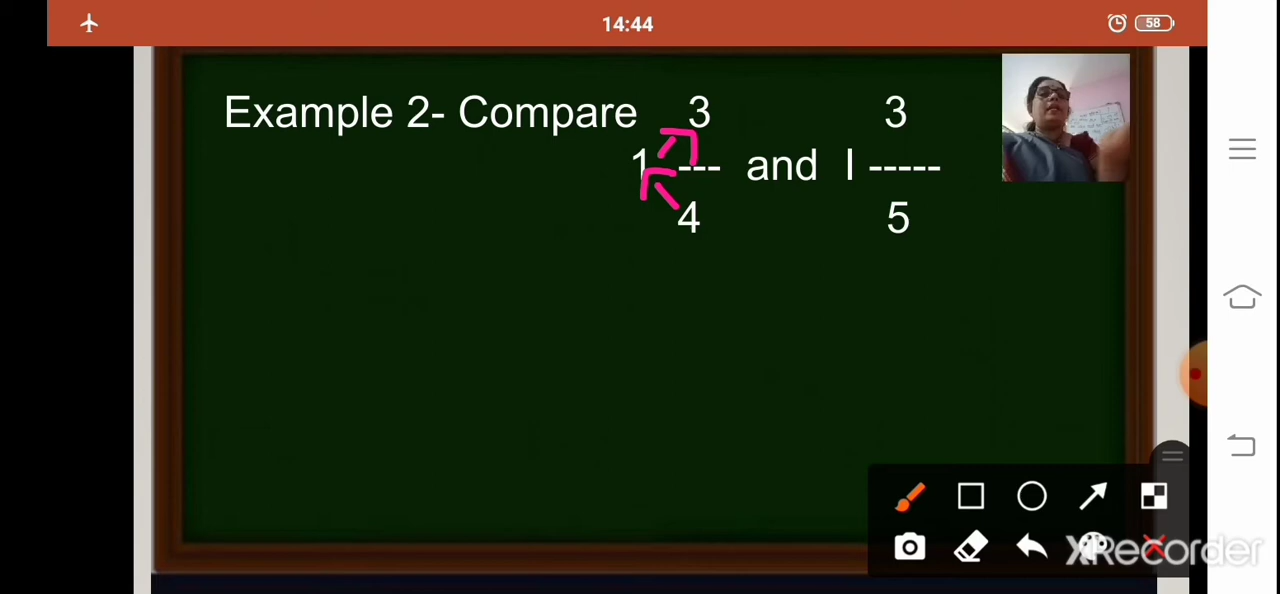 14:44
58
Example 2- Compare 3 3
1 --- and I -----
4 5
XRecorder